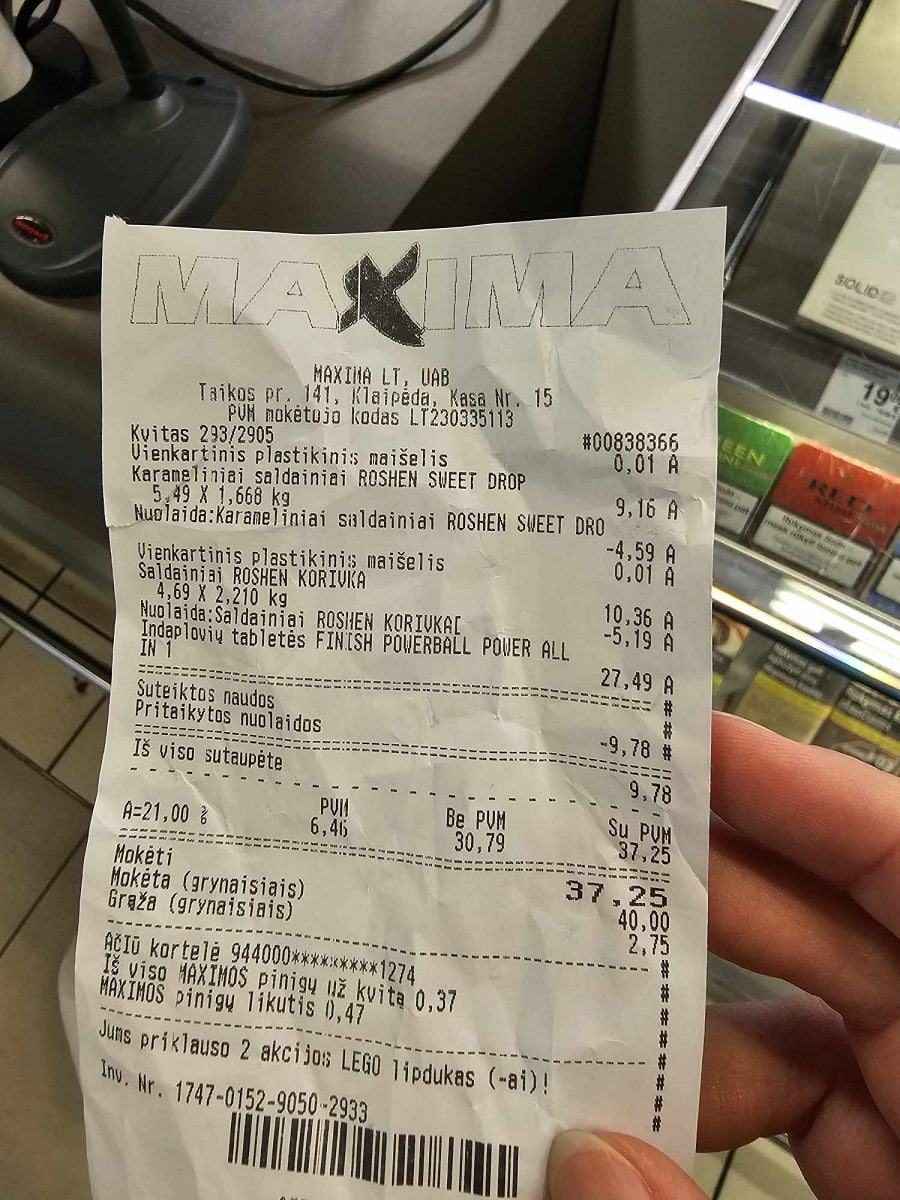 MAXIMA
MAXIMA LT, UAB
Taikos pr. 141, Klaipėda, Kasa Nr. 15
PVM mokėtojo kodas LT230335113
Kvitas 293/2905 #00838366
Vienkartinis plastikinis maišelis 0,01 A
Karameliniai saldainiai ROSHEN SWEET DROP
5,49 X 1,668 kg 9,16 A
Nuolaida:Karameliniai saldainiai ROSHEN SWEET DRO
-4,59 A
Vienkartinis plastikinis maišelis 0,01 A
Saldainiai ROSHEN KORIVKA
4,69 X 2,210 kg 10,36 A
Nuolaida:Saldainiai ROSHEN KORIVKA[ -5,19 A
Indaplovių tabletės FINISH POWERBALL POWER ALL
IN 1 27,49 A
#
Suteiktos naudos #
Pritaikytos nuolaidos -9,78 #
Iš viso sutaupėte 9,78
PVM Be PVM Su PVM
A=21,00 % 6,46 30,79 37,25
Mokėti 37,25
Mokėta (grynaisiais) 40,00
Grąža (grynaisiais) 2,75
#
AČIŪ kortelė 944000*********1274 #
Iš viso MAXIMOS pinigų už kvitą 0,37 #
MAXIMOS pinigų likutis 0,47 #
#
Jums priklauso 2 akcijos LEGO lipdukas (-ai)! #
#
#
Inv. Nr. 1747-0152-9050-2933 #
Honeywell
SOLID
19
GREEN
RED